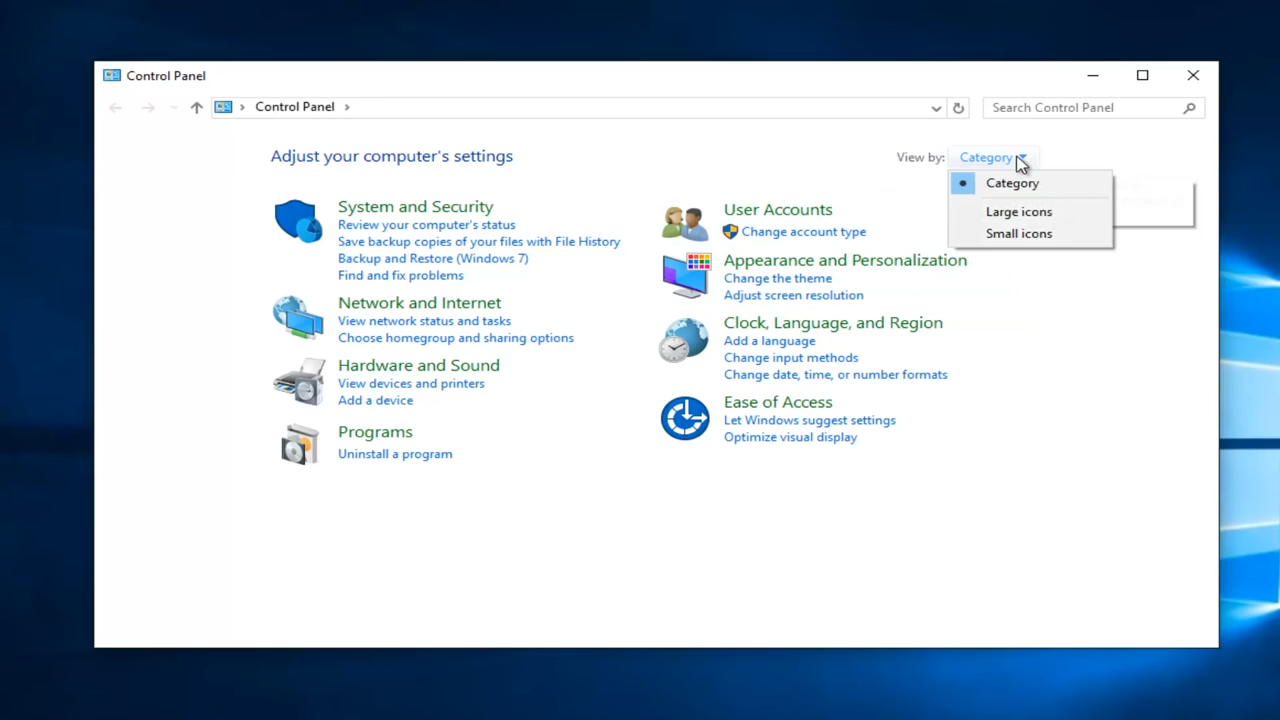 Control Panel
Control Panel
Search Control Panel
Adjust your computer's settings
View by: Category
Category
Large icons
Small icons
System and Security
Review your computer's status
Save backup copies of your files with File History
Backup and Restore (Windows 7)
Find and fix problems
Network and Internet
View network status and tasks
Choose homegroup and sharing options
Hardware and Sound
View devices and printers
Add a device
Programs
Uninstall a program
User Accounts
Change account type
Appearance and Personalization
Change the theme
Adjust screen resolution
Clock, Language, and Region
Add a language
Change input methods
Change date, time, or number formats
Ease of Access
Let Windows suggest settings
Optimize visual display